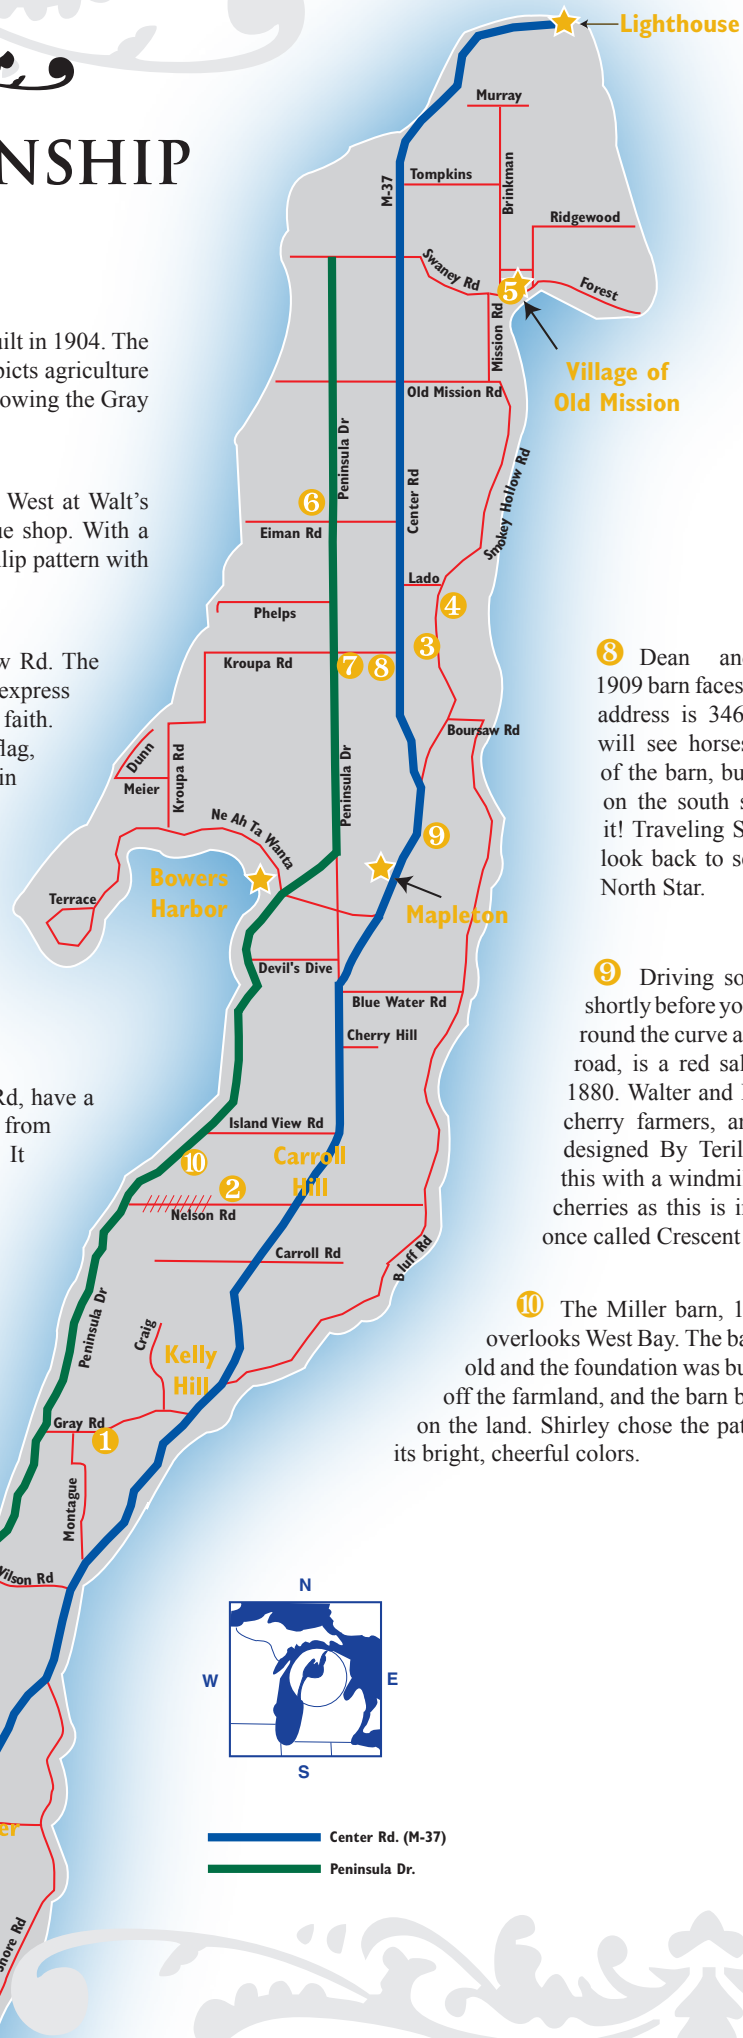 Lighthouse
Murray
NSHIP
Tompkins
M-37
Brinkman
Ridgewood
Swaney Rd
Forest
5
Mission Rd
uilt in 1904. The
picts agriculture
owing the Gray
Village of
Old Mission
Old Mission Rd
Peninsula Dr
Center Rd
Smokey Hollow Rd
West at Walt's
ue shop. With a
lip pattern with
6
Eiman Rd
Lado
4
Phelps
3
w Rd. The
express
faith.
flag,
in
Kroupa Rd
7
8
Boursaw Rd
Dunn
Meier
Kroupa Rd
Peninsula Dr
8 Dean and
1909 barn faces
address is 346
will see horses
of the barn, bu
on the south s
it! Traveling S
look back to se
North Star.
Ne Ah Ta Wanta
9
Bowers
Harbor
Terrace
Mapleton
Devil's Dive
Blue Water Rd
Cherry Hill
9 Driving so
shortly before yo
round the curve a
road, is a red sal
1880. Walter and
cherry farmers, an
designed By Teril
this with a windmi
cherries as this is i
once called Crescent
Rd, have a
from
It
Island View Rd
10
Carroll
Hill
2
Nelson Rd
Carroll Rd
Bluff Rd
Peninsula Dr
Craig
Kelly
Hill
10 The Miller barn, 1
overlooks West Bay. The ba
old and the foundation was bu
off the farmland, and the barn b
on the land. Shirley chose the pat
its bright, cheerful colors.
Gray Rd
1
Montague
Wilson Rd
N
W
E
S
er
Center Rd. (M-37)
Peninsula Dr.
hore Rd